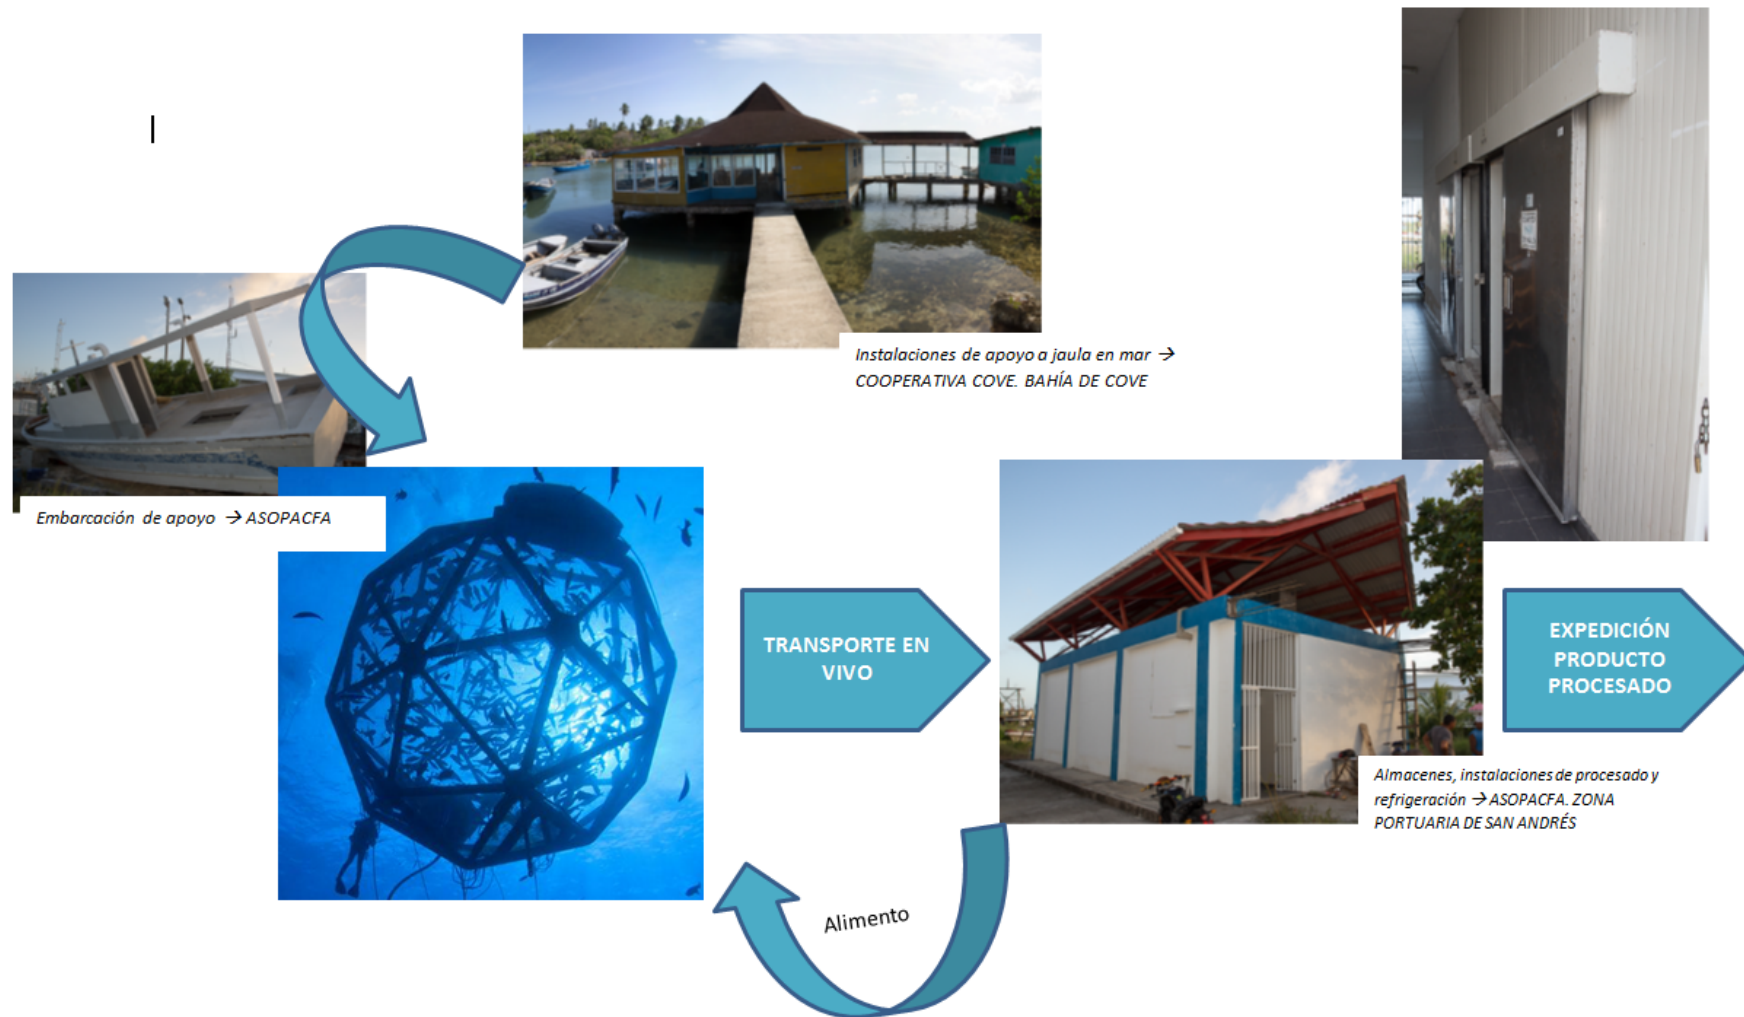 Instalaciones de apoyo a jaula en mar →
COOPERATIVA COVE. BAHÍA DE COVE
Embarcación de apoyo → ASOPACFA
TRANSPORTE EN
VIVO
EXPEDICIÓN
PRODUCTO
PROCESADO
Almacenes, instalaciones de procesado y
refrigeración → ASOPACFA. ZONA
PORTUARIA DE SAN ANDRÉS
Alimento